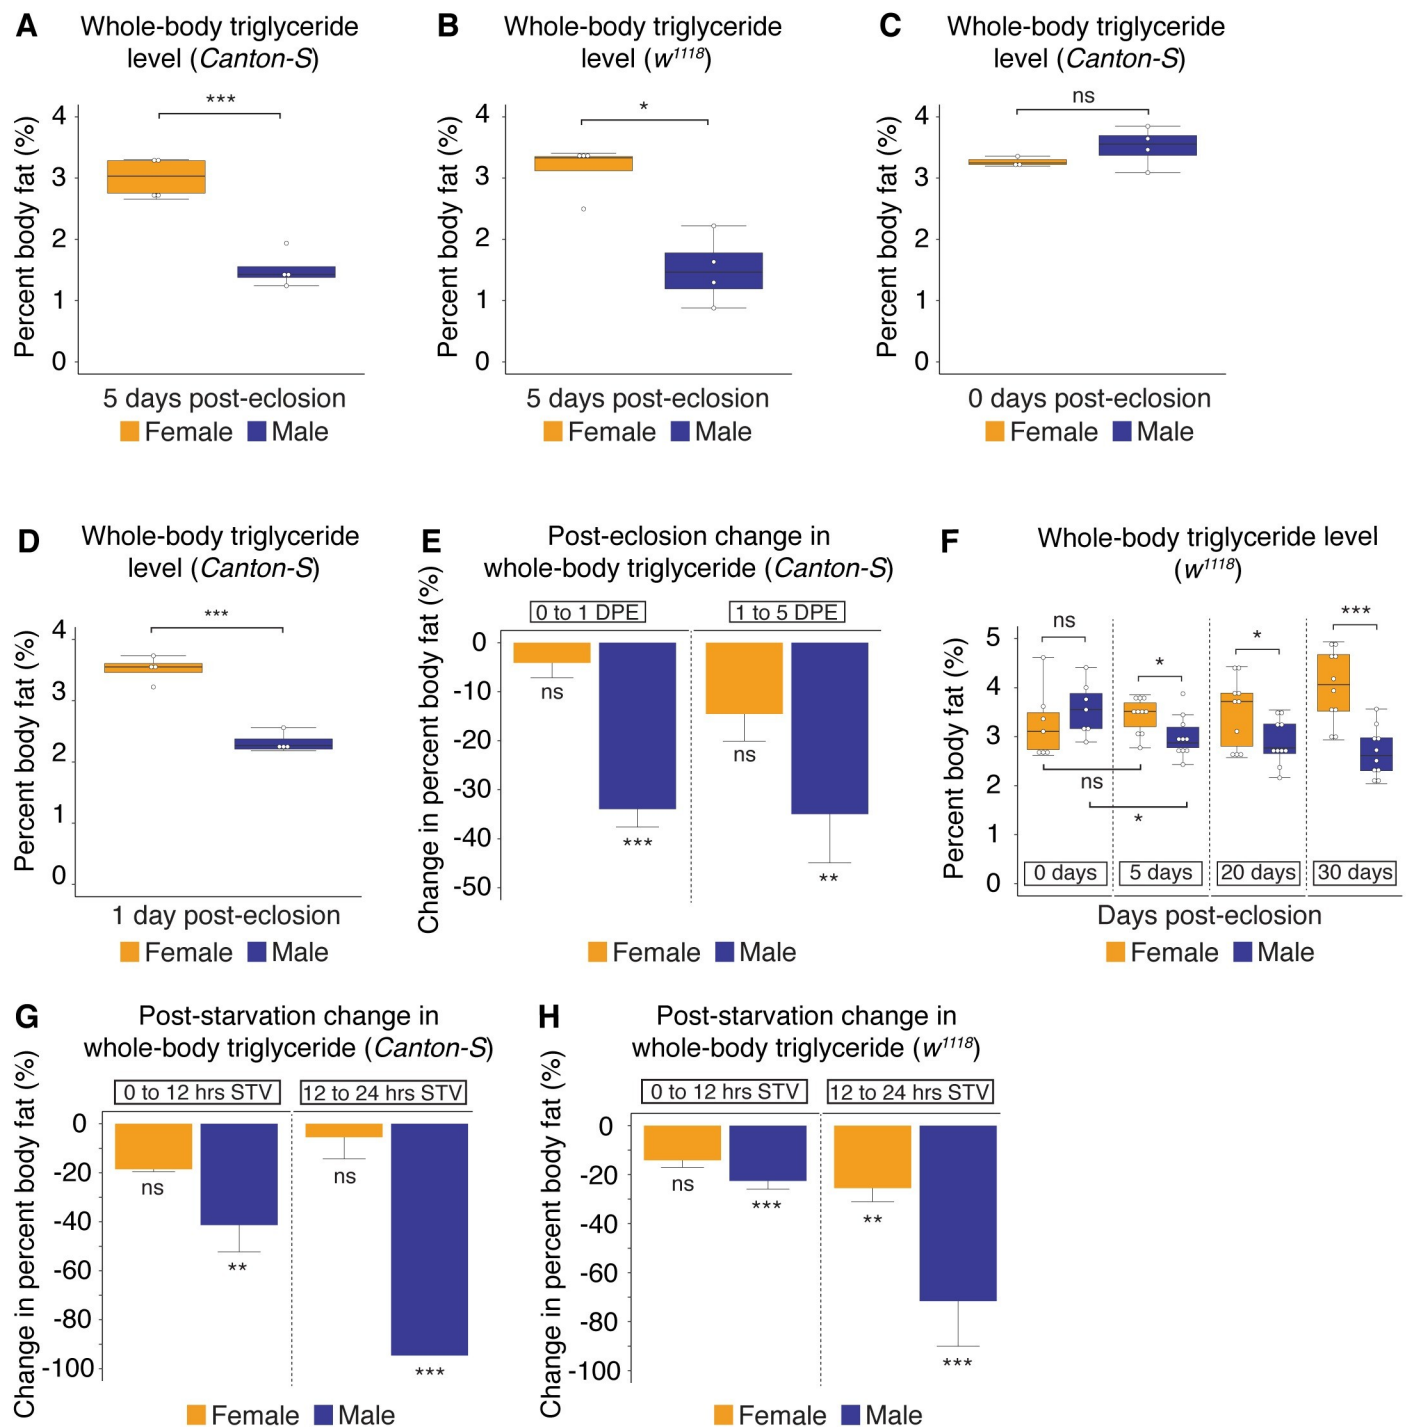 A
Whole-body triglyceride
level (Canton-S)
***
Percent body fat (%)
4
3
2
1
0
5 days post-eclosion
Female Male
B
Whole-body triglyceride
level (w1118)
*
Percent body fat (%)
4
3
2
1
0
5 days post-eclosion
Female Male
C
Whole-body triglyceride
level (Canton-S)
ns
Percent body fat (%)
4
3
2
1
0
0 days post-eclosion
Female Male
D
Whole-body triglyceride
level (Canton-S)
***
Percent body fat (%)
4
3
2
1
0
1 day post-eclosion
Female Male
E
Post-eclosion change in
whole-body triglyceride (Canton-S)
0 to 1 DPE 1 to 5 DPE
Change in percent body fat (%)
0
-10
-20
-30
-40
-50
ns
***
ns
**
Female Male
F
Whole-body triglyceride level
(w1118)
Percent body fat (%)
5
4
3
2
1
0
ns
*
*
***
ns
*
0 days 5 days 20 days 30 days
Days post-eclosion
Female Male
G
Post-starvation change in
whole-body triglyceride (Canton-S)
0 to 12 hrs STV 12 to 24 hrs STV
Change in percent body fat (%)
0
-20
-40
-60
-80
-100
ns
**
ns
***
Female Male
H
Post-starvation change in
whole-body triglyceride (w1118)
0 to 12 hrs STV 12 to 24 hrs STV
Change in percent body fat (%)
0
-20
-40
-60
-80
-100
ns
***
**
***
Female Male